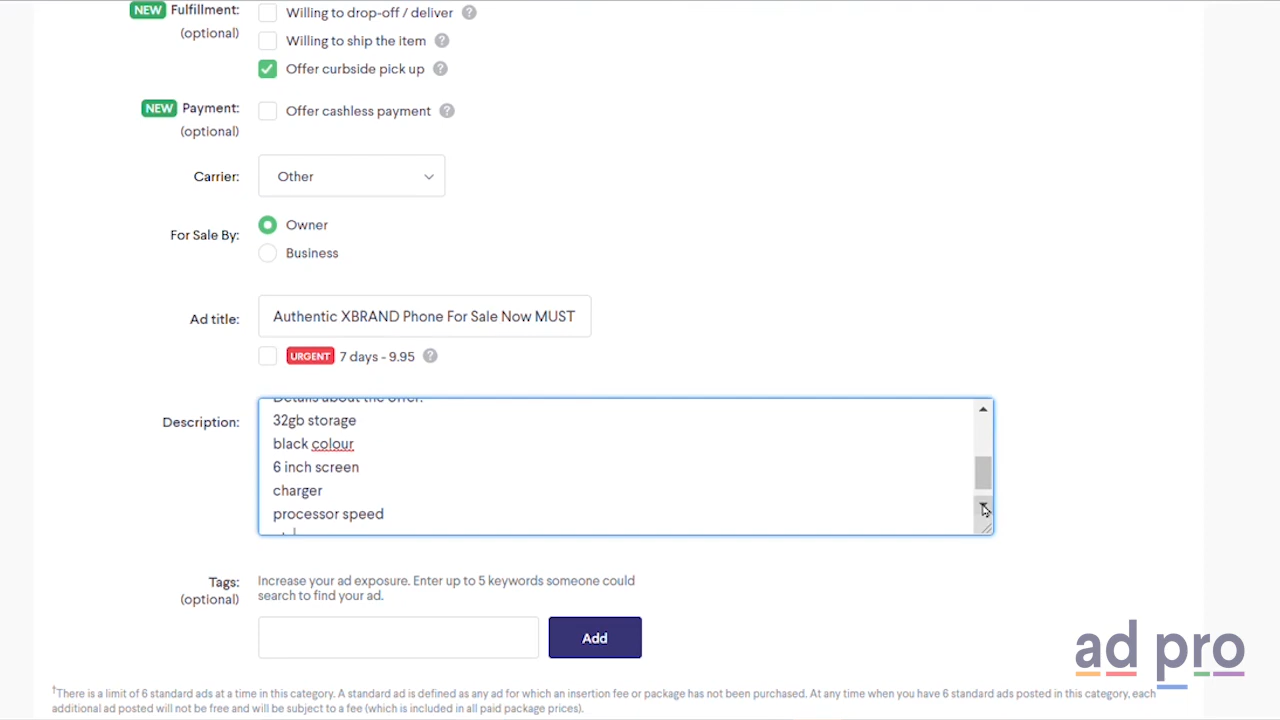 NEW Fulfillment:
(optional)
Willing to drop-off / deliver ?
Willing to ship the item ?
Offer curbside pick up ?
NEW Payment:
(optional)
Offer cashless payment ?
Carrier:
Other
For Sale By:
Owner
Business
Ad title:
Authentic XBRAND Phone For Sale Now MUST
URGENT 7 days - 9.95 ?
Description:
Details about the offer:
32gb storage
black colour
6 inch screen
charger
processor speed
Tags:
(optional)
Increase your ad exposure. Enter up to 5 keywords someone could
search to find your ad.
Add
ad pro
†There is a limit of 6 standard ads at a time in this category. A standard ad is defined as any ad for which an insertion fee or package has not been purchased. At any time when you have 6 standard ads posted in this category, each
additional ad posted will not be free and will be subject to a fee (which is included in all paid package prices).